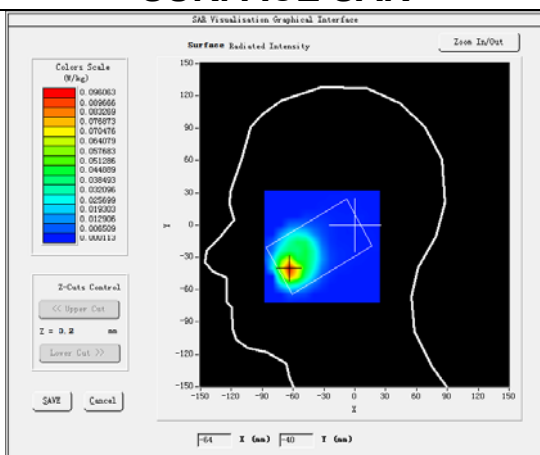 SAR Visualisation Graphical Interface
Surface Radiated Intensity
Zoom In/Out
Colors Scale
(W/kg)
0.096063
0.089666
0.083269
0.076873
0.070476
0.064079
0.057683
0.051286
0.044889
0.038493
0.032096
0.025699
0.019303
0.012906
0.006509
0.000113
150
120
90
60
30
0
-30
-60
-90
-120
-150
Y
-150 -120 -90 -60 -30 0 30 60 90 120 150
X
Z-Cuts Control
<< Upper Cut
Z = 3.2 mm
Lower Cut >>
SAVE Cancel
-64 X (mm) -40 Y (mm)